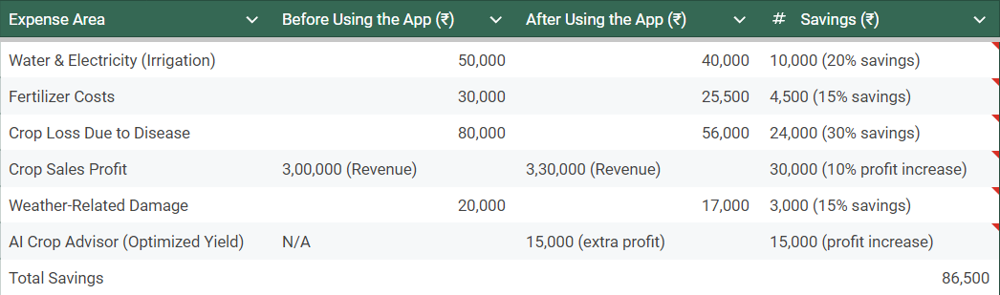 Expense Area Before Using the App (₹) After Using the App (₹) # Savings (₹)
Water & Electricity (Irrigation) 50,000 40,000 10,000 (20% savings)
Fertilizer Costs 30,000 25,500 4,500 (15% savings)
Crop Loss Due to Disease 80,000 56,000 24,000 (30% savings)
Crop Sales Profit 3,00,000 (Revenue) 3,30,000 (Revenue) 30,000 (10% profit increase)
Weather-Related Damage 20,000 17,000 3,000 (15% savings)
AI Crop Advisor (Optimized Yield) N/A 15,000 (extra profit) 15,000 (profit increase)
Total Savings 86,500